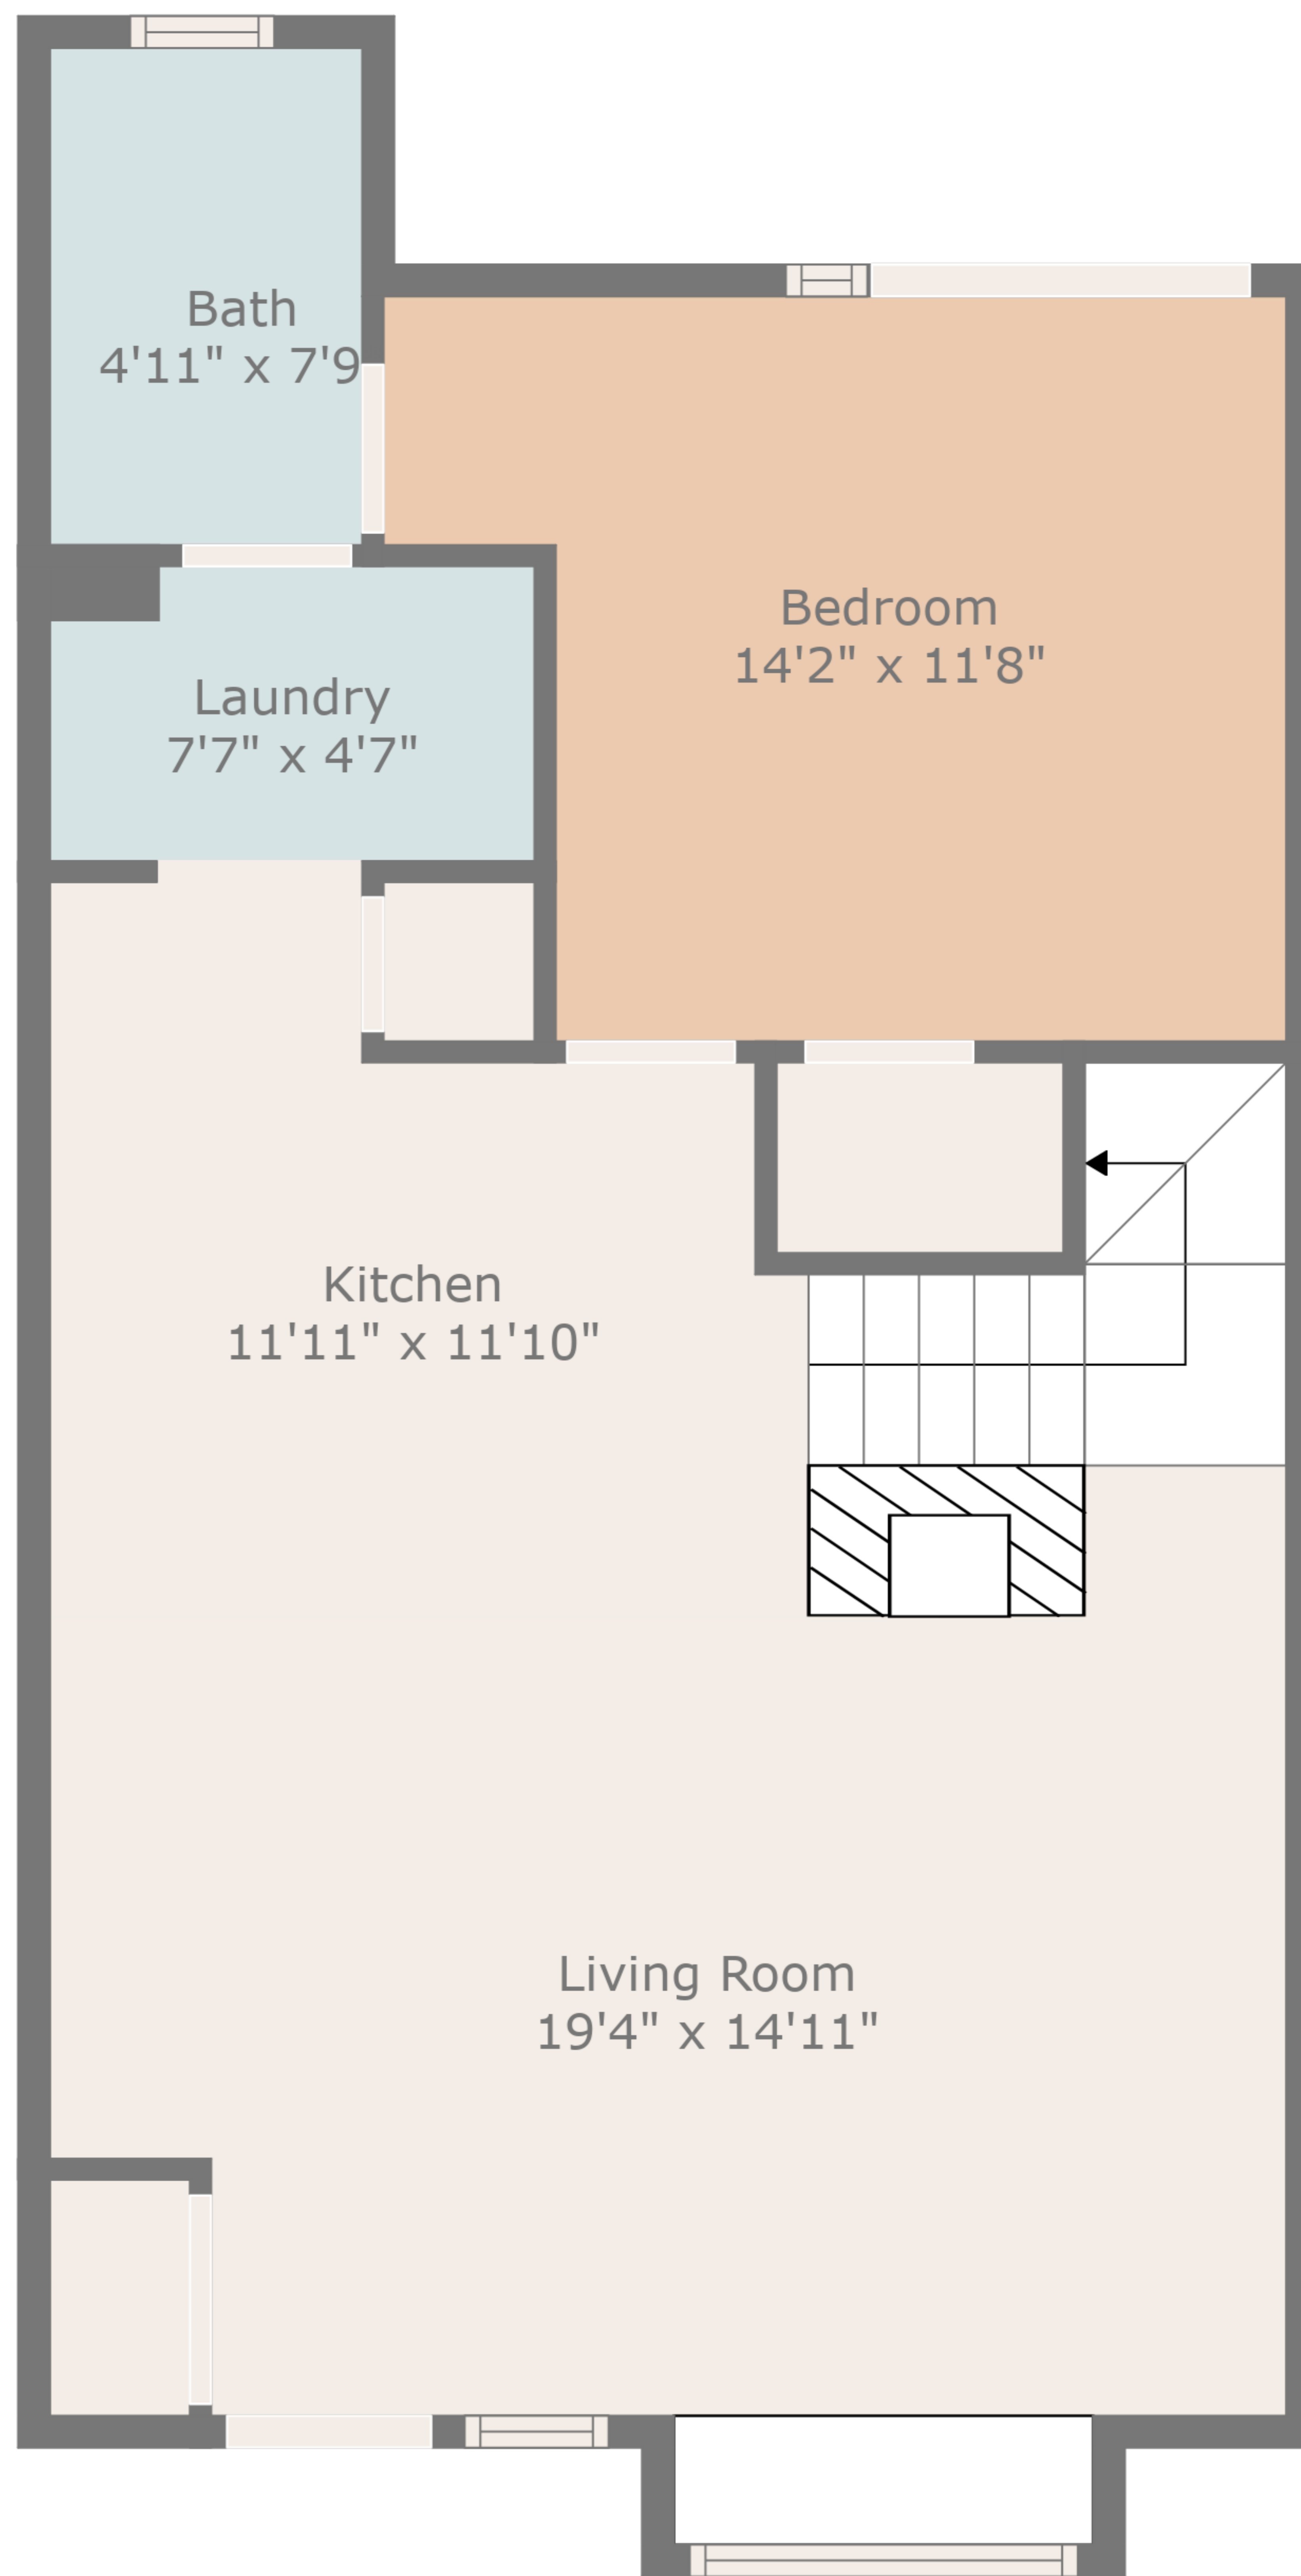 Bath
4'11" x 7'9
Bedroom
14'2" x 11'8"
Laundry
7'7" x 4'7"
Kitchen
11'11" x 11'10"
Living Room
19'4" x 14'11"